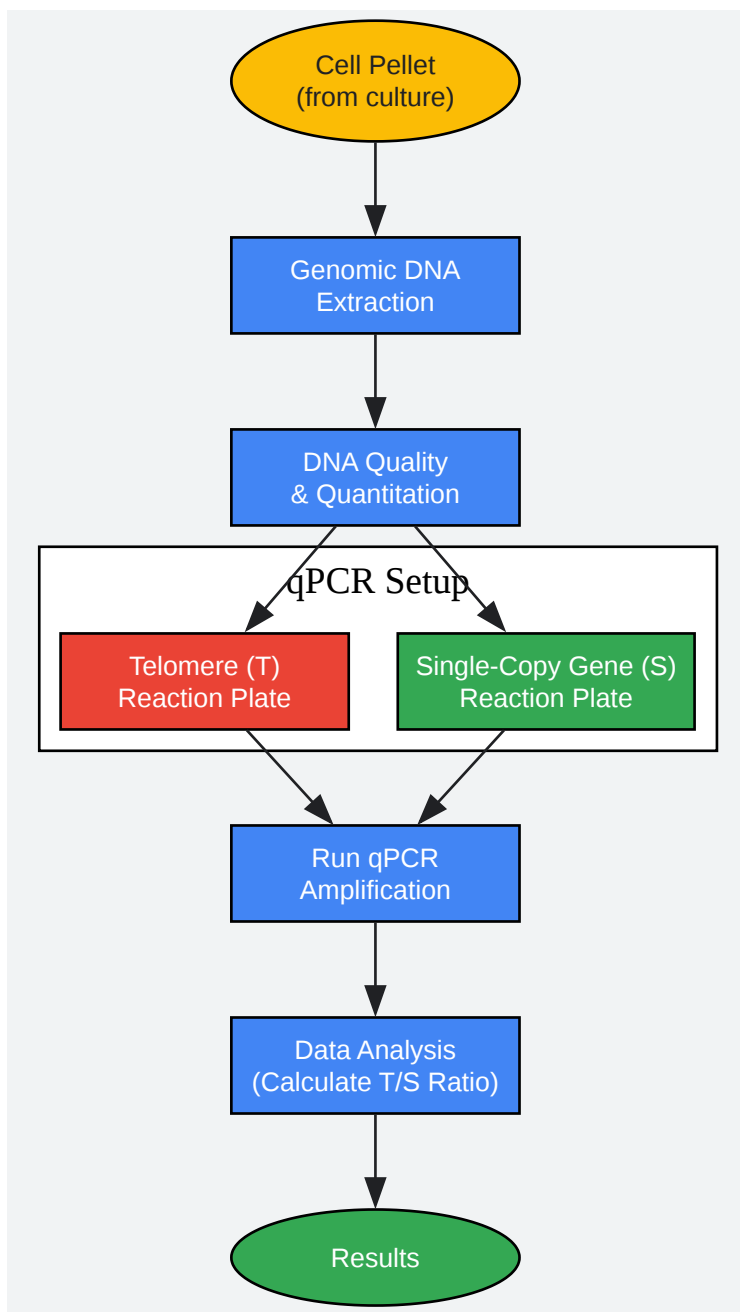 Cell Pellet
(from culture)
Genomic DNA
Extraction
DNA Quality
& Quantitation
qPCR Setup
Telomere (T)
Reaction Plate
Single-Copy Gene (S)
Reaction Plate
Run qPCR
Amplification
Data Analysis
(Calculate T/S Ratio)
Results